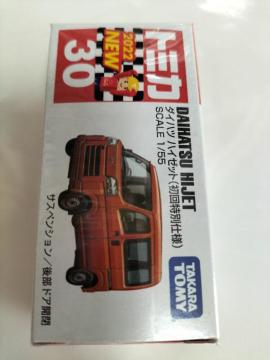 トミカ
2022
NEW
30
DAIHATSU HIJET
ダイハツ ハイゼット(初回特別仕様)
SCALE 1/55
TAKARA
TOMY
サスペンション/後部ドア開閉